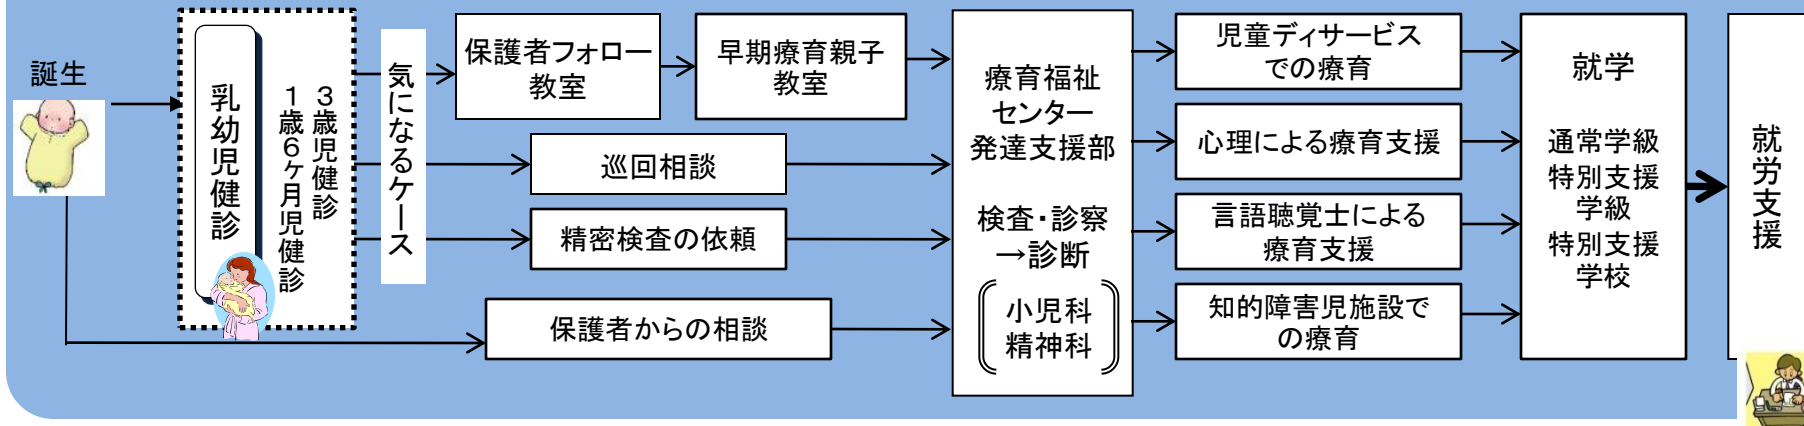 誕生
乳幼児健診
３歳児健診
１歳６ヶ月児健診
気になるケース
保護者フォロー
教室
早期療育親子
教室
巡回相談
精密検査の依頼
保護者からの相談
療育福祉
センター
発達支援部
検査・診察
→診断
小児科
精神科
児童ディサービス
での療育
心理による療育支援
言語聴覚士による
療育支援
知的障害児施設で
の療育
就学
通常学級
特別支援
学級
特別支援
学校
就労支援